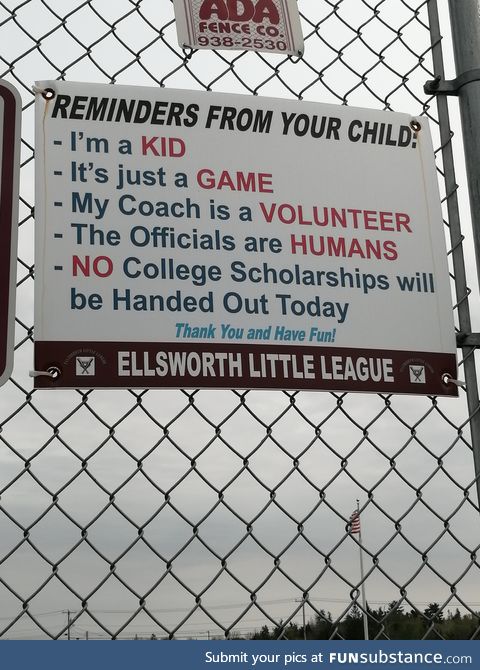 ADA
FENCE CO.
938-2530
REMINDERS FROM YOUR CHILD:
- I'm a KID
- It's just a GAME
- My Coach is a VOLUNTEER
- The Officials are HUMANS
- NO College Scholarships will
be Handed Out Today
Thank You and Have Fun!
ELLSWORTH LITTLE LEAGUE
Submit your pics at FUNsubstance.com